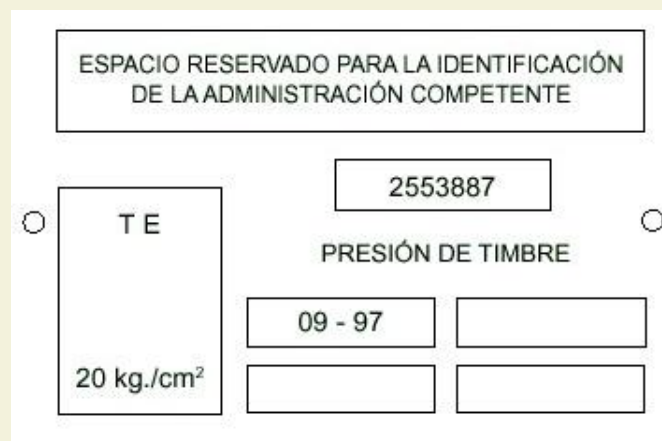 ESPACIO RESERVADO PARA LA IDENTIFICACIÓN
DE LA ADMINISTRACIÓN COMPETENTE
2553887
T E
PRESIÓN DE TIMBRE
09 - 97
20 kg./cm²